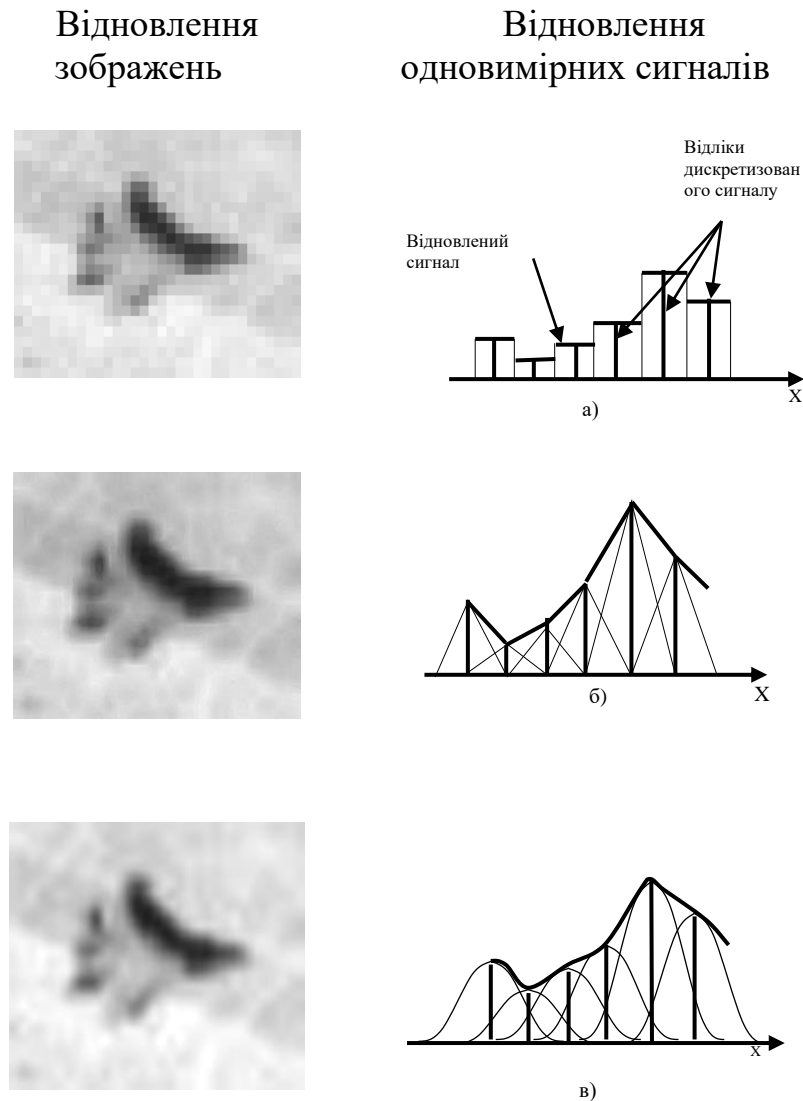 Відновлення
зображень
Відновлення
одновимірних сигналів
Відліки
дискретизован
ого сигналу
Відновлений
сигнал
X
а)
X
б)
X
в)